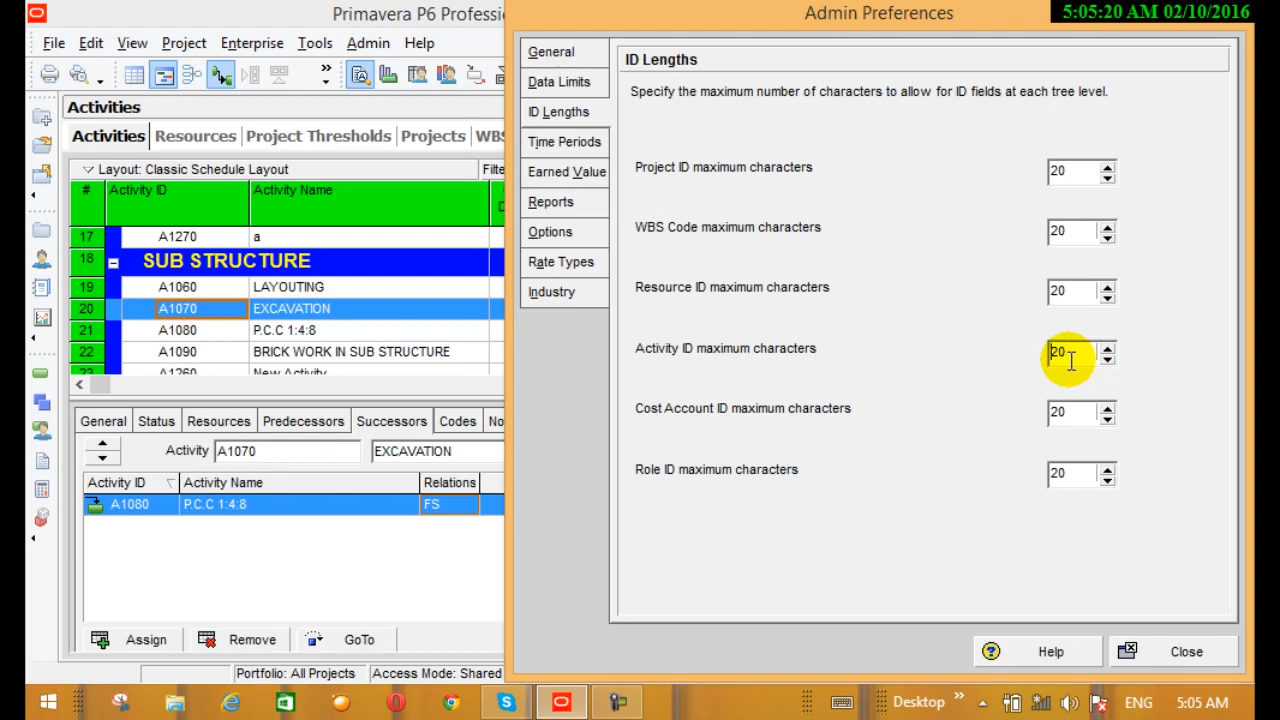 Primavera P6 Professi
Admin Preferences
5:05:20 AM 02/10/2016
File Edit View Project Enterprise Tools Admin Help
Activities
Activities Resources Project Thresholds Projects WBS
Layout: Classic Schedule Layout Filte
# Activity ID Activity Name
17 A1270 a
18 SUB STRUCTURE
19 A1060 LAYOUTING
20 A1070 EXCAVATION
21 A1080 P.C.C 1:4:8
22 A1090 BRICK WORK IN SUB STRUCTURE
23 A1260 New Activity
General Status Resources Predecessors Successors Codes No
Activity A1070 EXCAVATION
Activity ID Activity Name Relations
A1080 P.C.C 1:4:8 FS
Assign Remove GoTo
Portfolio: All Projects Access Mode: Shared
General
Data Limits
ID Lengths
Time Periods
Earned Value
Reports
Options
Rate Types
Industry
ID Lengths
Specify the maximum number of characters to allow for ID fields at each tree level.
Project ID maximum characters 20
WBS Code maximum characters 20
Resource ID maximum characters 20
Activity ID maximum characters 20
Cost Account ID maximum characters 20
Role ID maximum characters 20
Help Close
Desktop ENG 5:05 AM